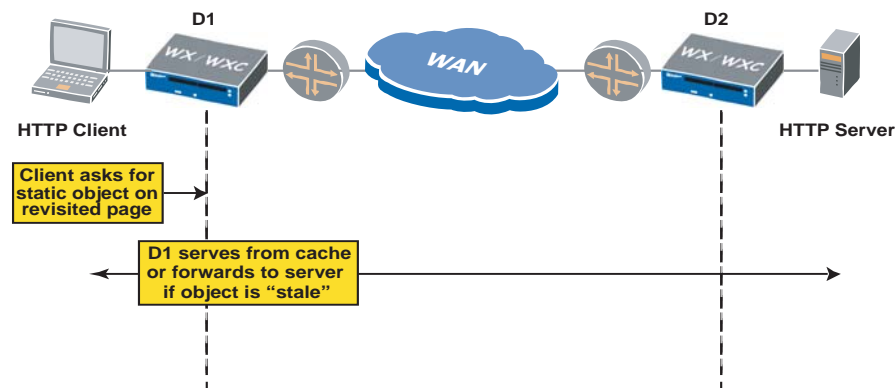 D1
D2
WX/WXC
WAN
WX/WXC
HTTP Client
HTTP Server
Client asks for
static object on
revisited page
D1 serves from cache
or forwards to server
if object is “stale”